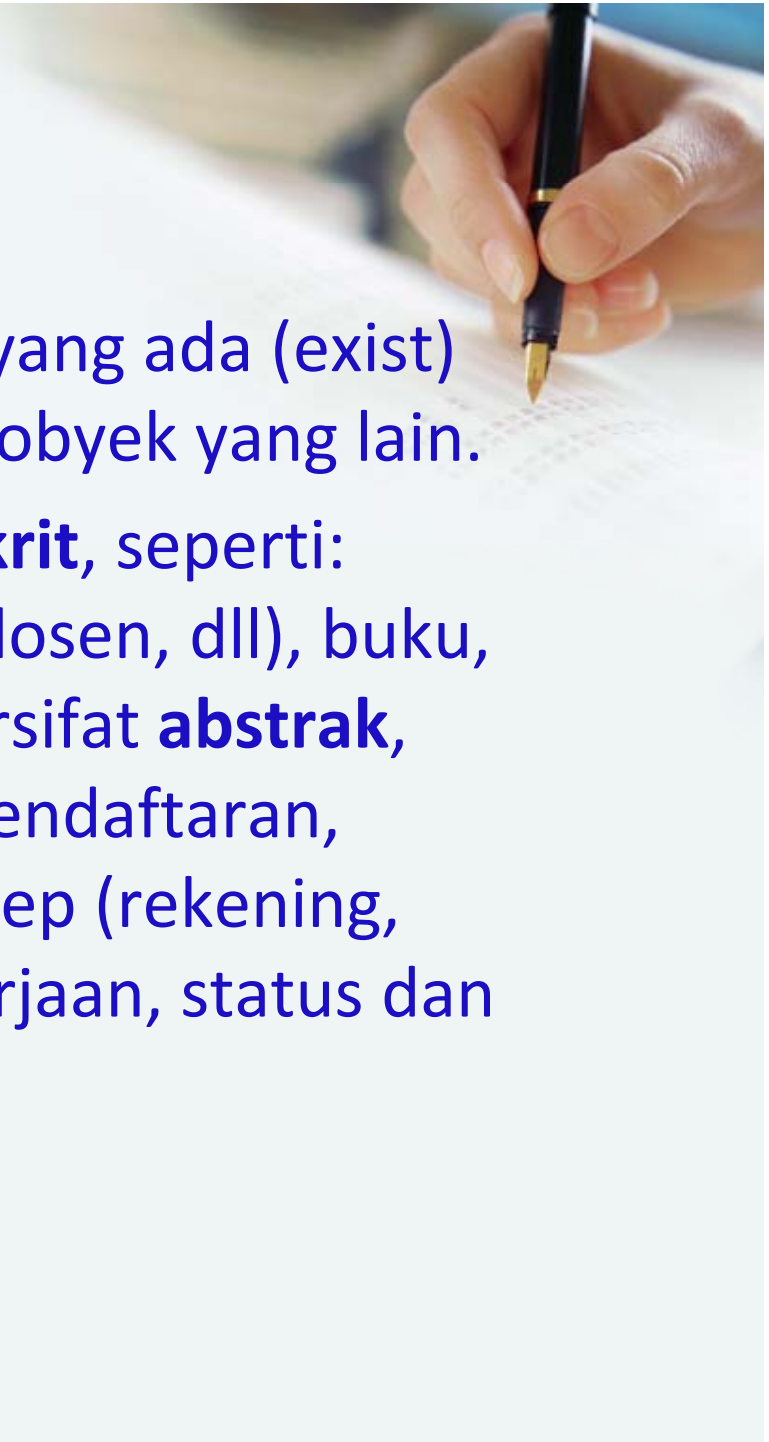 yang ada (exist)
obyek yang lain.
krit, seperti:
losen, dll), buku,
rsifat abstrak,
endaftaran,
ep (rekening,
rjaan, status dan